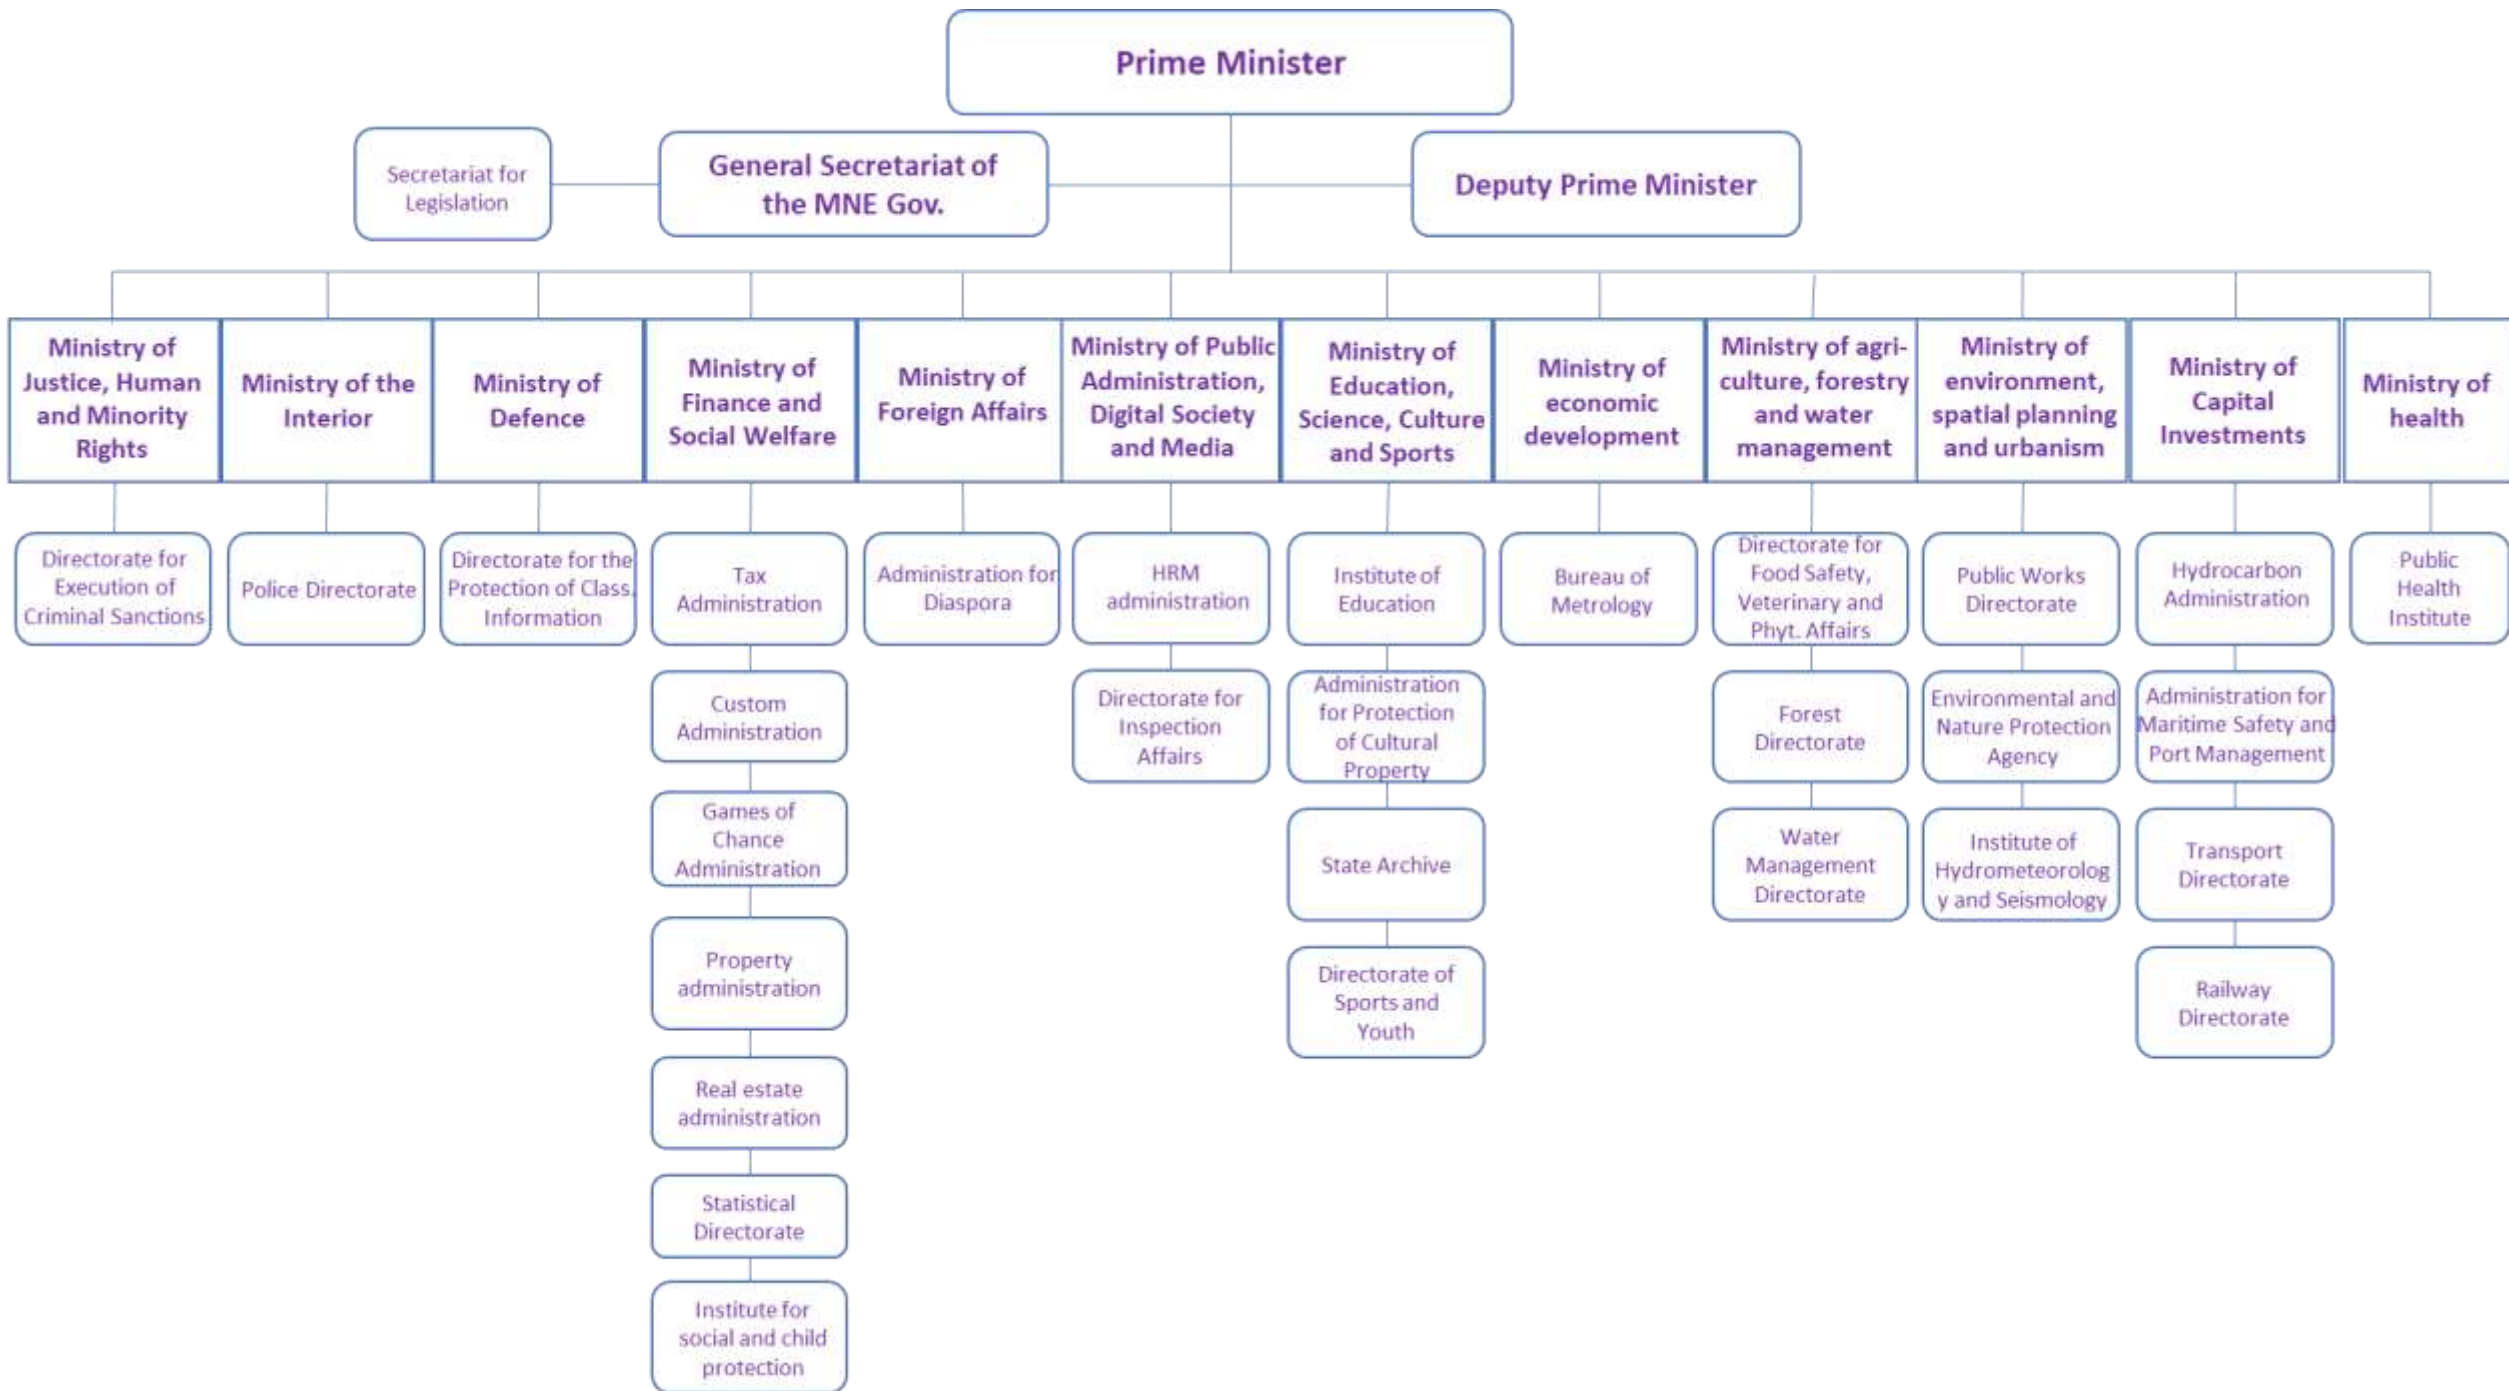 Prime Minister
Secretariat for
Legislation
General Secretariat of
the MNE Gov.
Deputy Prime Minister
Ministry of
Justice, Human
and Minority
Rights
Ministry of the
Interior
Ministry of
Defence
Ministry of
Finance and
Social Welfare
Ministry of
Foreign Affairs
Ministry of Public
Administration,
Digital Society
and Media
Ministry of
Education,
Science, Culture
and Sports
Ministry of
economic
development
Ministry of agri-
culture, forestry
and water
management
Ministry of
environment,
spatial planning
and urbanism
Ministry of
Capital
Investments
Ministry of
health
Directorate for
Execution of
Criminal Sanctions
Police Directorate
Directorate for the
Protection of Class.
Information
Tax
Administration
Administration for
Diaspora
HRM
administration
Institute of
Education
Bureau of
Metrology
Directorate for
Food Safety,
Veterinary and
Phyt. Affairs
Public Works
Directorate
Hydrocarbon
Administration
Public
Health
Institute
Custom
Administration
Directorate for
Inspection
Affairs
Administration
for Protection
of Cultural
Property
Forest
Directorate
Environmental and
Nature Protection
Agency
Administration for
Maritime Safety and
Port Management
Games of
Chance
Administration
State Archive
Water
Management
Directorate
Institute of
Hydrometeorolog
y and Seismology
Transport
Directorate
Property
administration
Directorate of
Sports and
Youth
Railway
Directorate
Real estate
administration
Statistical
Directorate
Institute for
social and child
protection